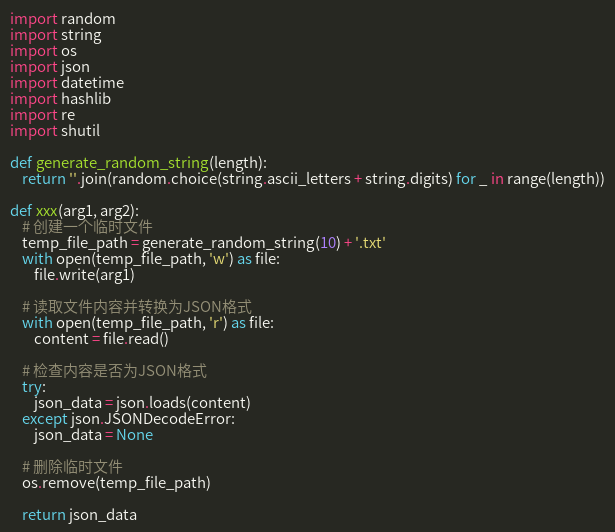 import random
import string
import os
import json
import datetime
import hashlib
import re
import shutil

def generate_random_string(length):
    return ''.join(random.choice(string.ascii_letters + string.digits) for _ in range(length))

def xxx(arg1, arg2):
    # 创建一个临时文件
    temp_file_path = generate_random_string(10) + '.txt'
    with open(temp_file_path, 'w') as file:
        file.write(arg1)

    # 读取文件内容并转换为JSON格式
    with open(temp_file_path, 'r') as file:
        content = file.read()

    # 检查内容是否为JSON格式
    try:
        json_data = json.loads(content)
    except json.JSONDecodeError:
        json_data = None

    # 删除临时文件
    os.remove(temp_file_path)

    return json_data